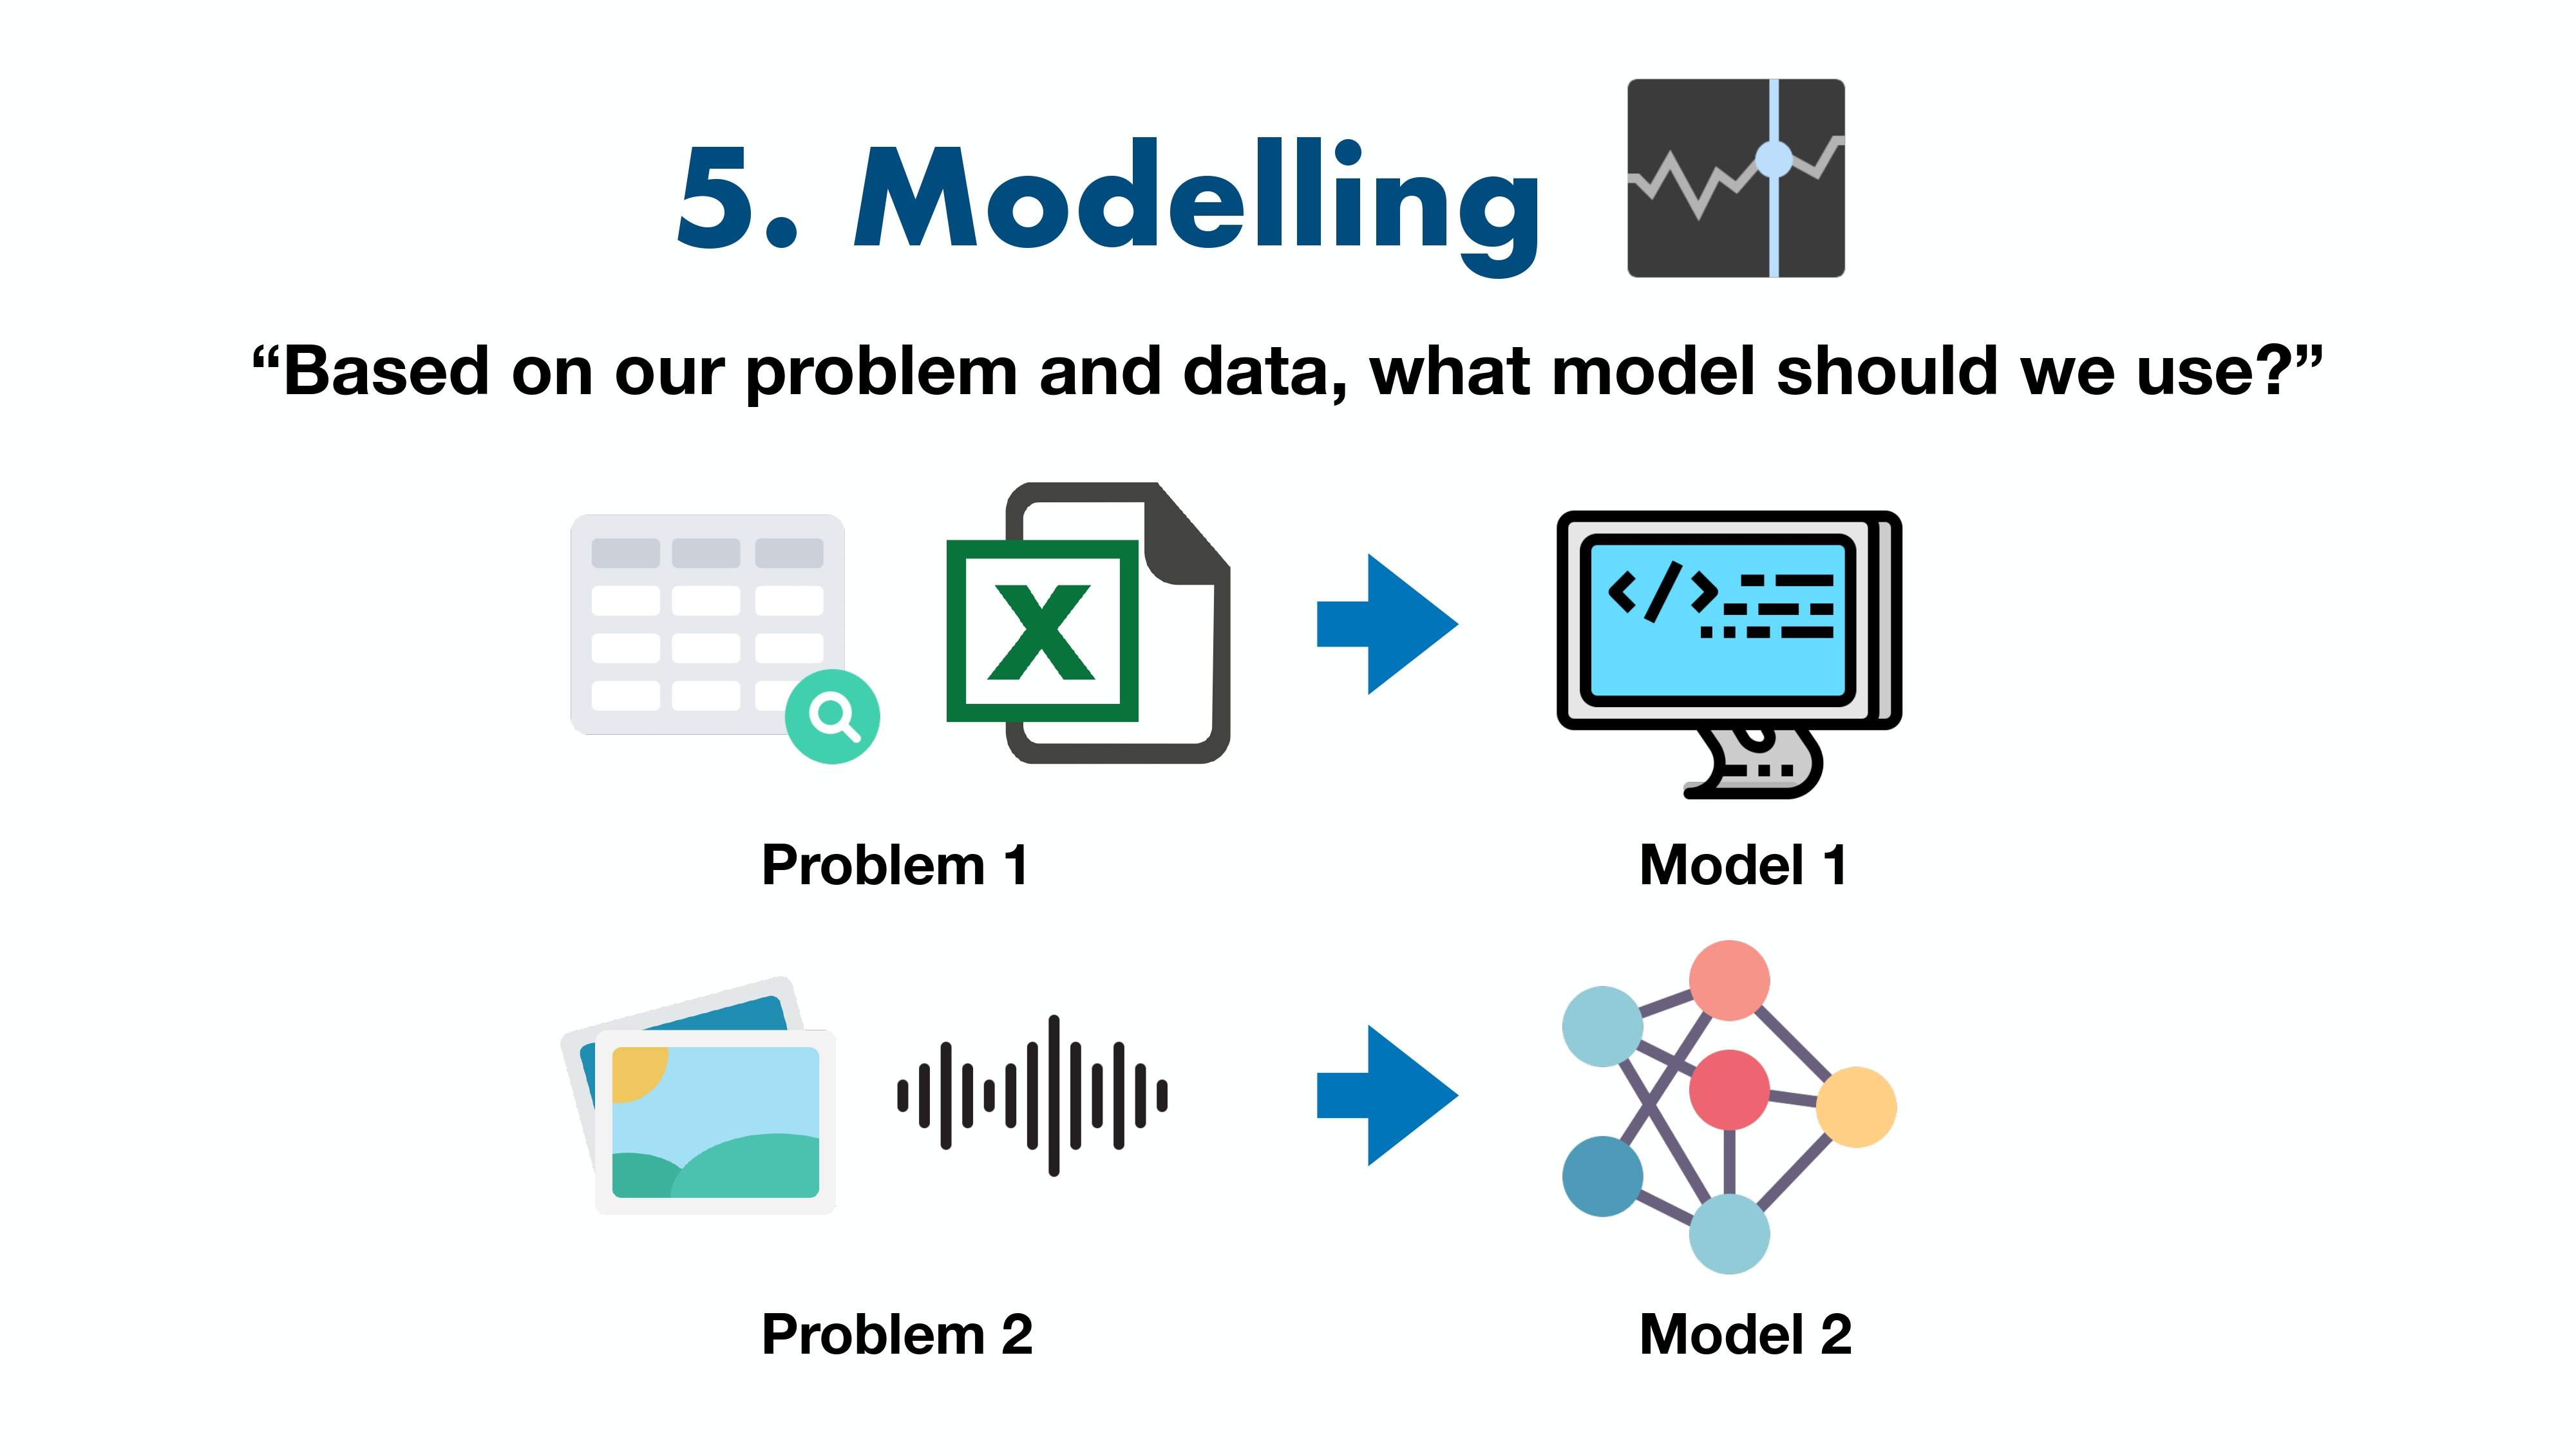 5. Modelling
“Based on our problem and data, what model should we use?”
X
</>
Problem 1
Model 1
Problem 2
Model 2